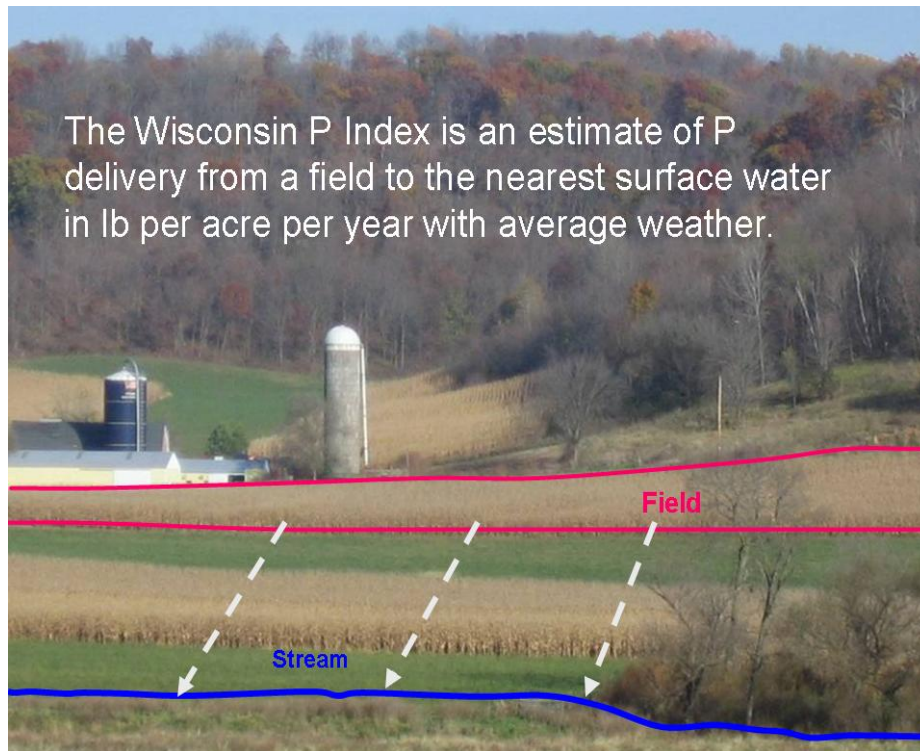 The Wisconsin P Index is an estimate of P
delivery from a field to the nearest surface water
in lb per acre per year with average weather.
Field
Stream